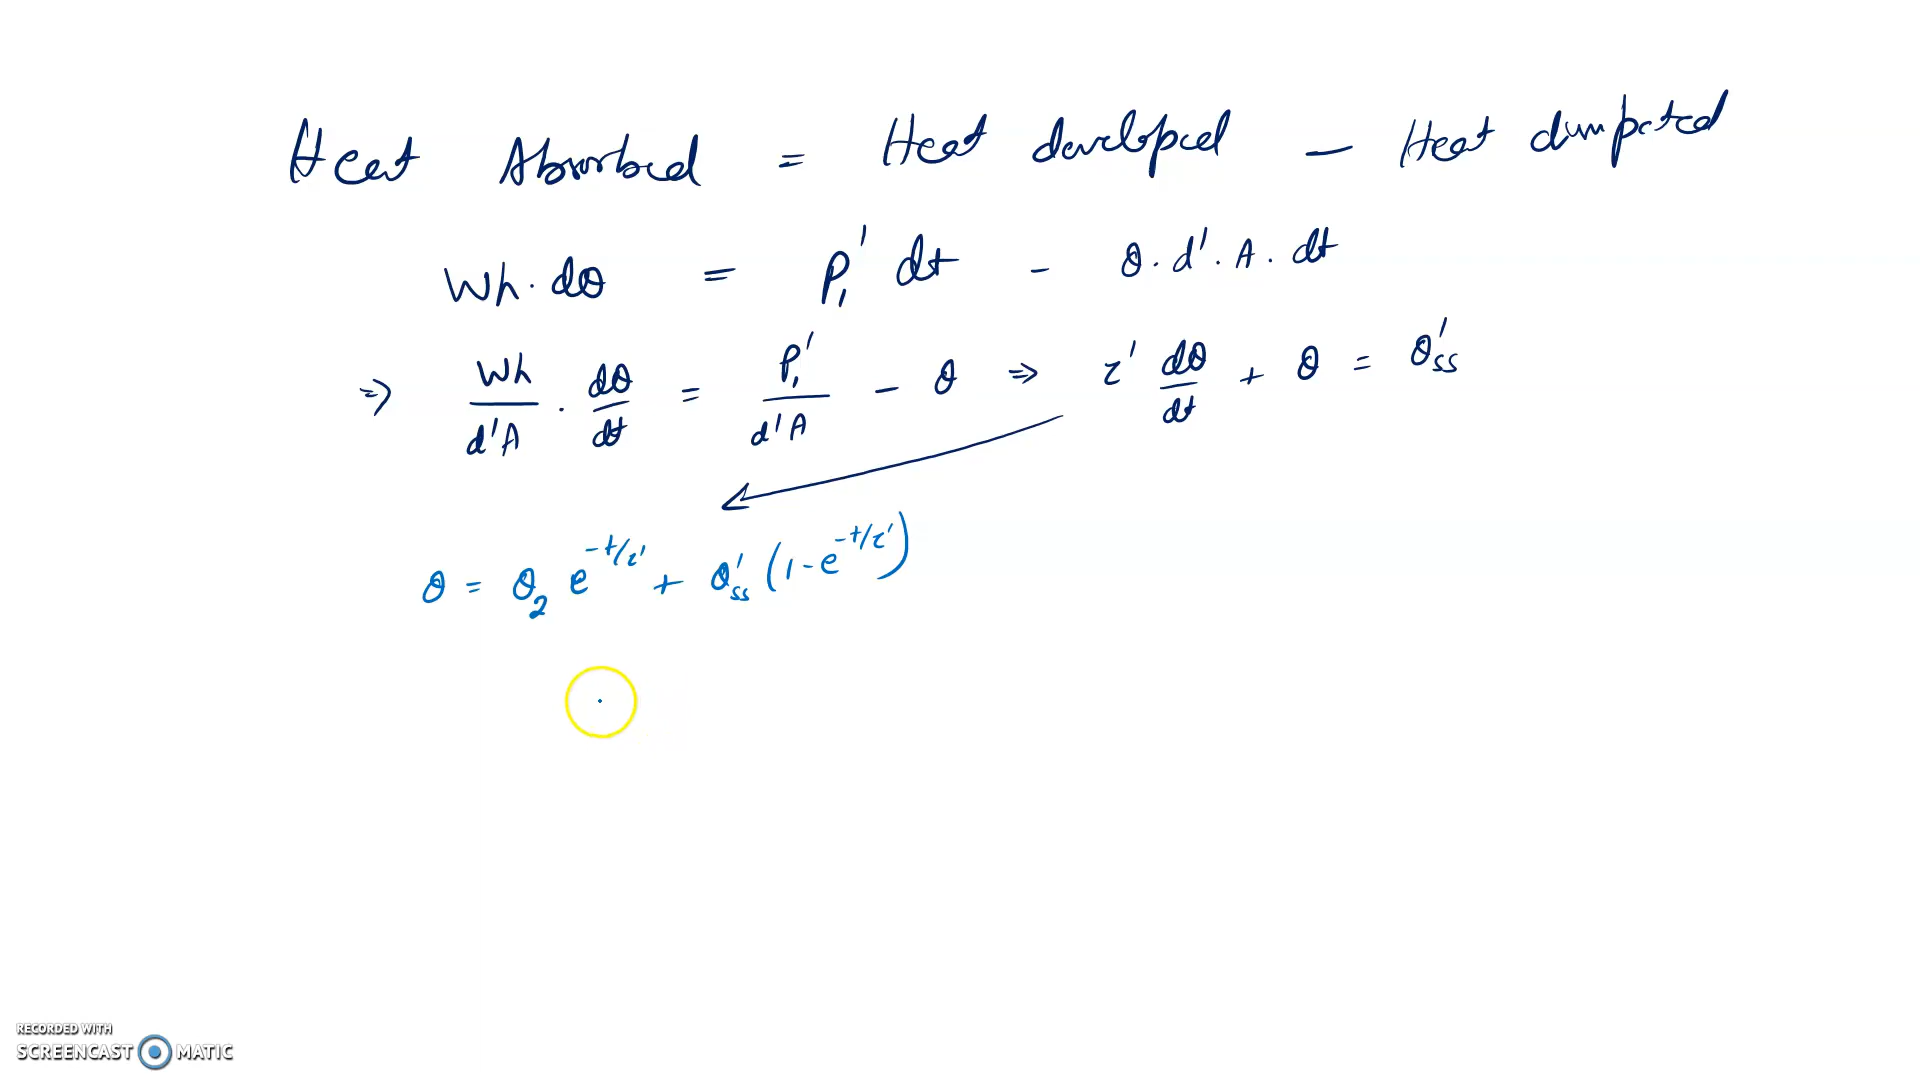 Heat Absorbed = Heat developed – Heat dumpated
Wh · dθ = P₁' dt - θ · d' · A · dt
⇒ Wh/d'A · dθ/dt = P₁'/d'A - θ ⇒ τ' dθ/dt + θ = θ'ss
θ = θ₂ e^(-t/τ') + θ'ss (1 - e^(-t/τ'))
RECORDED WITH
SCREENCAST MATIC